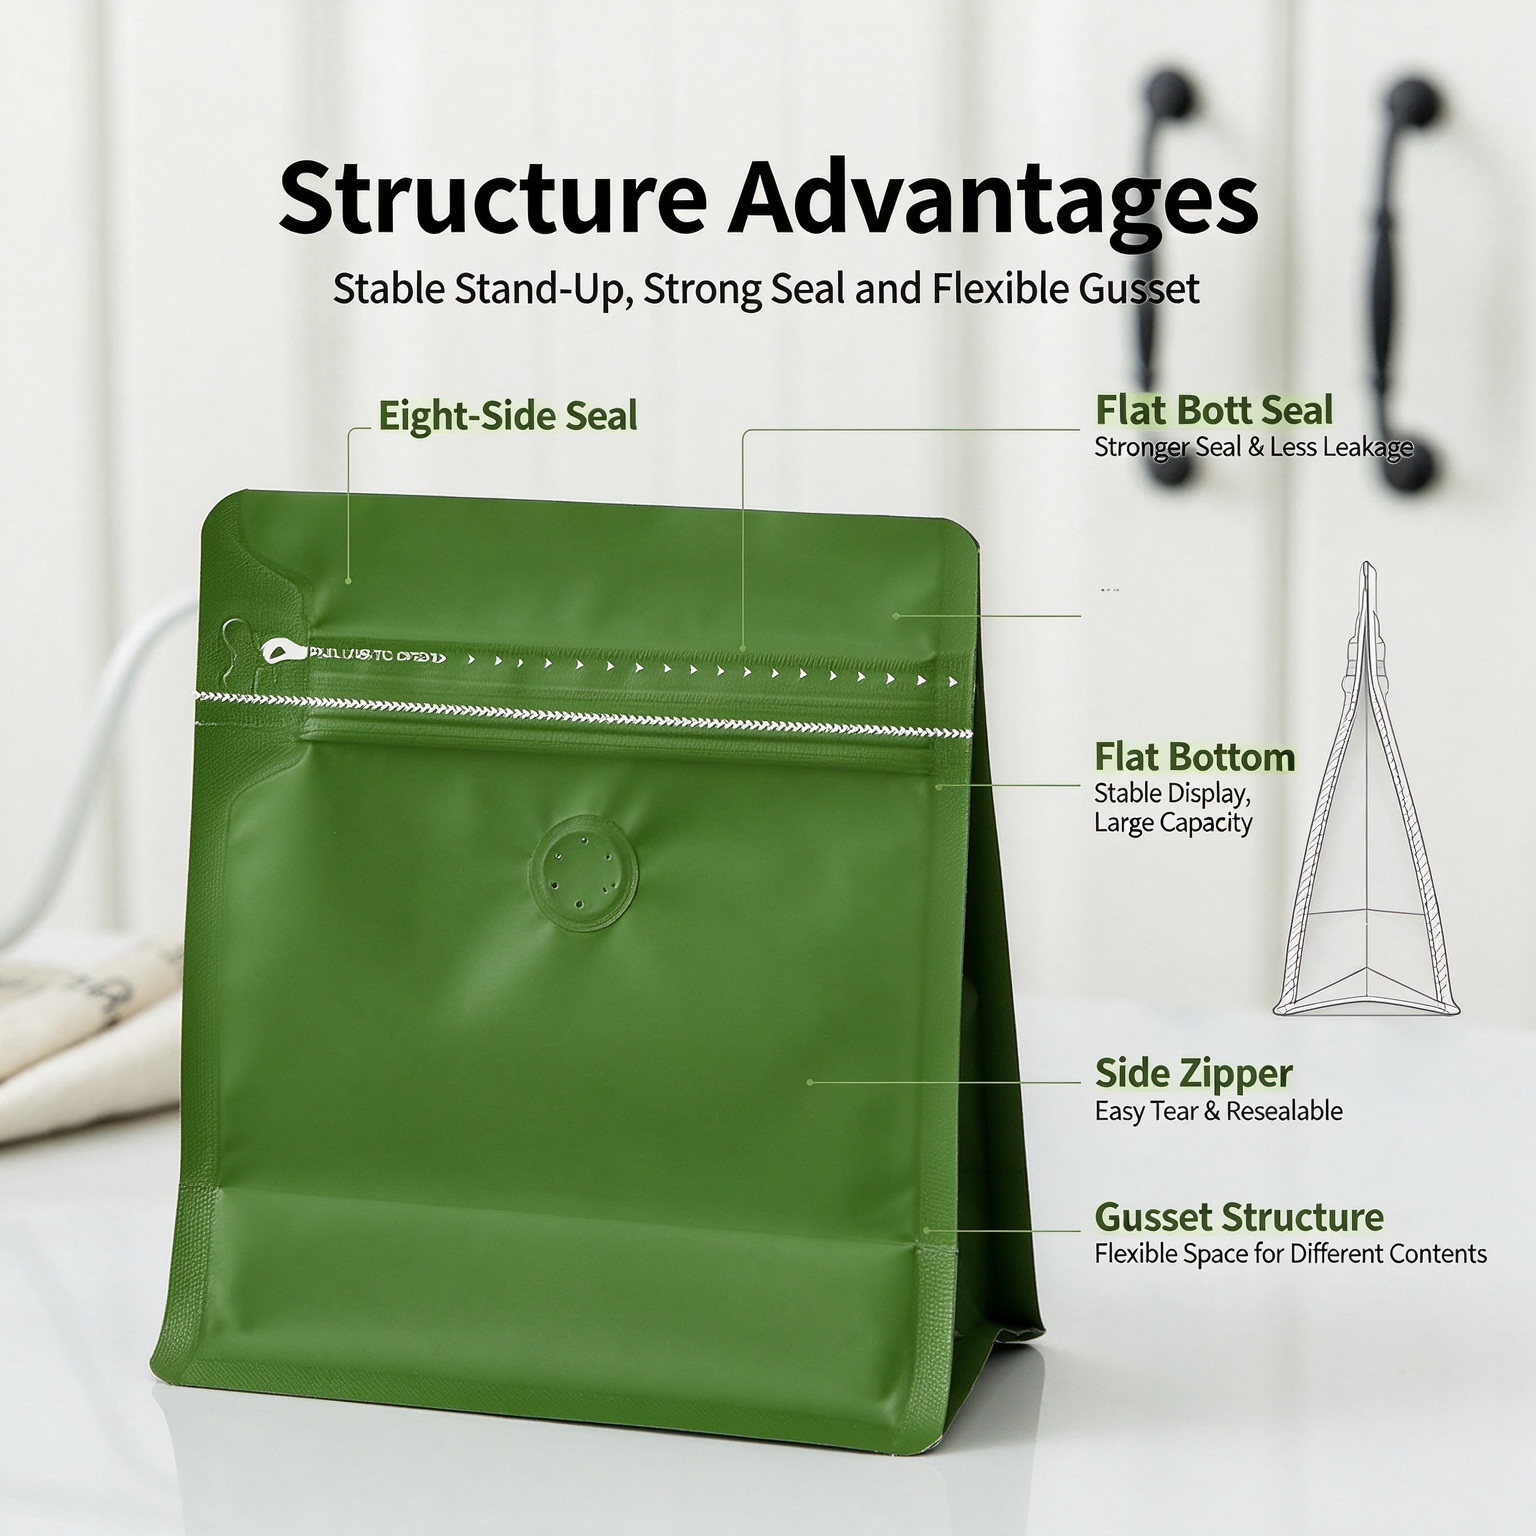 Structure Advantages
Stable Stand-Up, Strong Seal and Flexible Gusset
Eight-Side Seal
Flat Bott Seal
Stronger Seal & Less Leakage
Flat Bottom
Stable Display,
Large Capacity
Side Zipper
Easy Tear & Resealable
Gusset Structure
Flexible Space for Different Contents